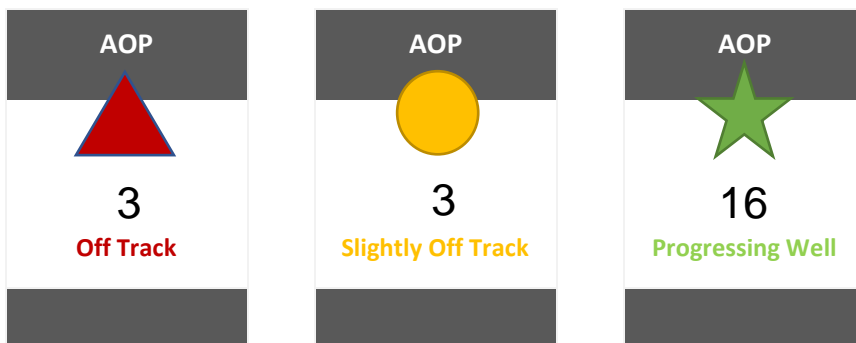 AOP
3
Off Track
AOP
3
Slightly Off Track
AOP
16
Progressing Well